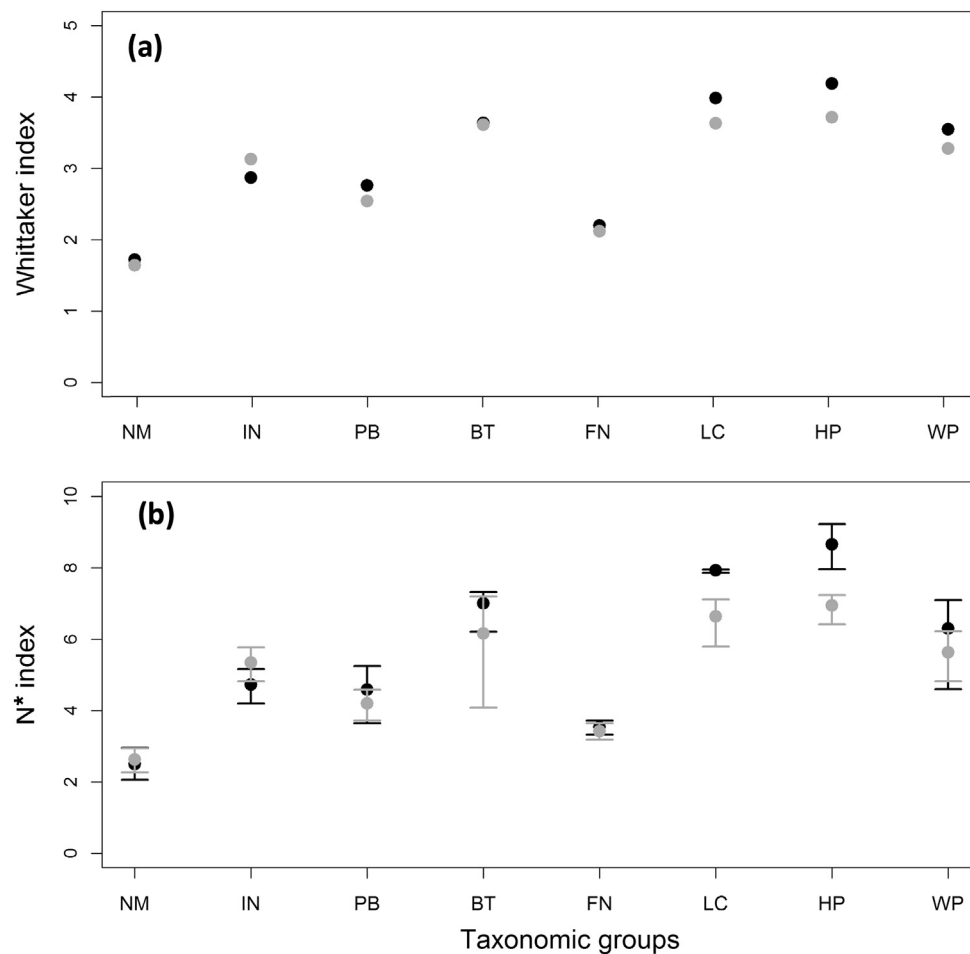 (a)
Whittaker index
5
4
3
2
1
0
NM IN PB BT FN LC HP WP
(b)
N* index
10
8
6
4
2
0
NM IN PB BT FN LC HP WP
Taxonomic groups